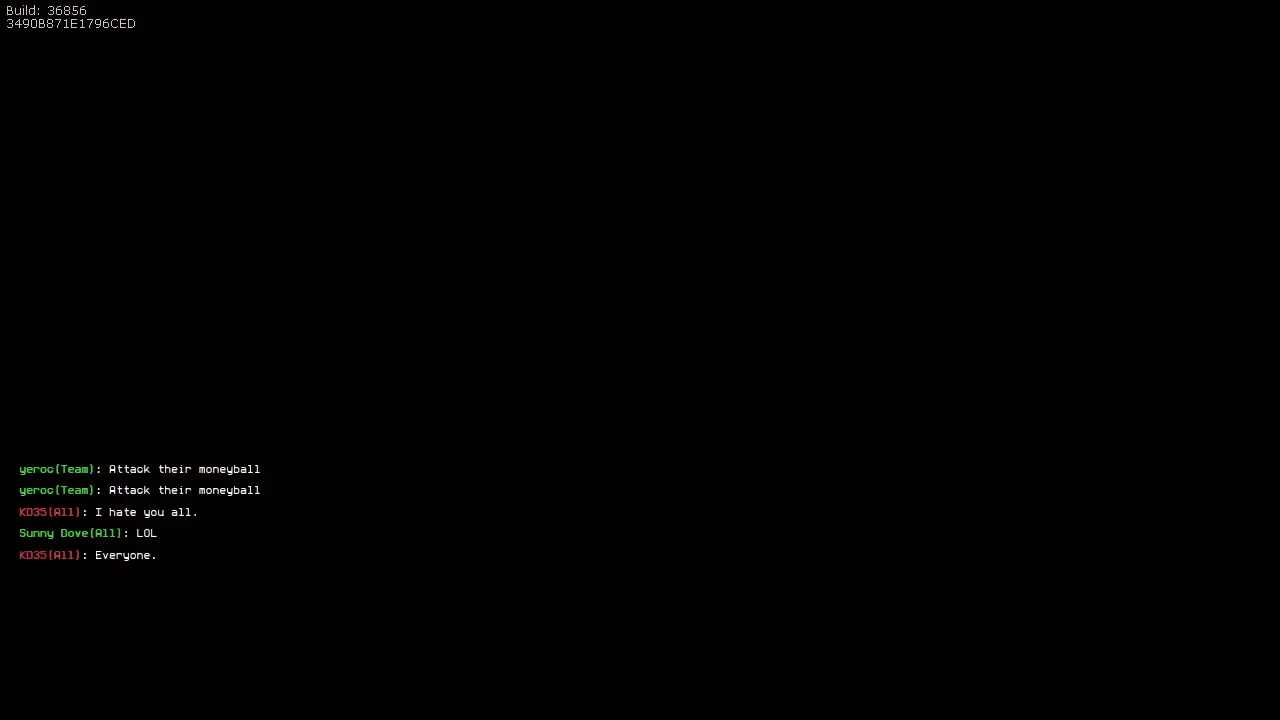 Build: 36856
3490B871E1796CED
yeroc(Team): Attack their moneyball
yeroc(Team): Attack their moneyball
KD35(All): I hate you all.
Sunny Dove(All): LOL
KD35(All): Everyone.